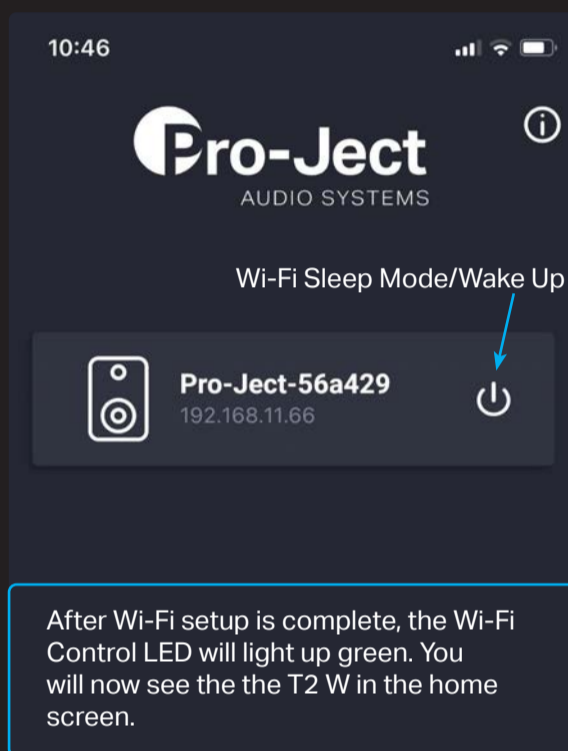 10:46
Pro-Ject
AUDIO SYSTEMS
Wi-Fi Sleep Mode/Wake Up
Pro-Ject-56a429
192.168.11.66
After Wi-Fi setup is complete, the Wi-Fi
Control LED will light up green. You
will now see the the T2 W in the home
screen.